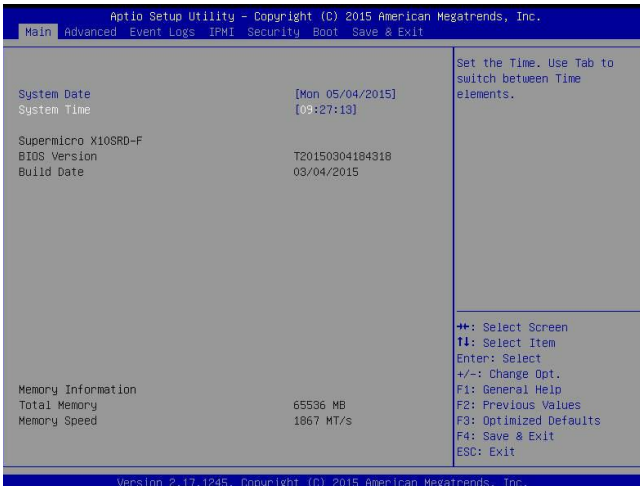 Aptio Setup Utility – Copyright (C) 2015 American Megatrends, Inc.
Main Advanced Event Logs IPMI Security Boot Save & Exit
Set the Time. Use Tab to
switch between Time
elements.
System Date [Mon 05/04/2015]
System Time [09:27:13]
Supermicro X10SRD-F
BIOS Version T20150304184318
Build Date 03/04/2015
Memory Information
Total Memory 65536 MB
Memory Speed 1867 MT/s
→←: Select Screen
↑↓: Select Item
Enter: Select
+/-: Change Opt.
F1: General Help
F2: Previous Values
F3: Optimized Defaults
F4: Save & Exit
ESC: Exit
Version 2.17.1245. Copyright (C) 2015 American Megatrends, Inc.